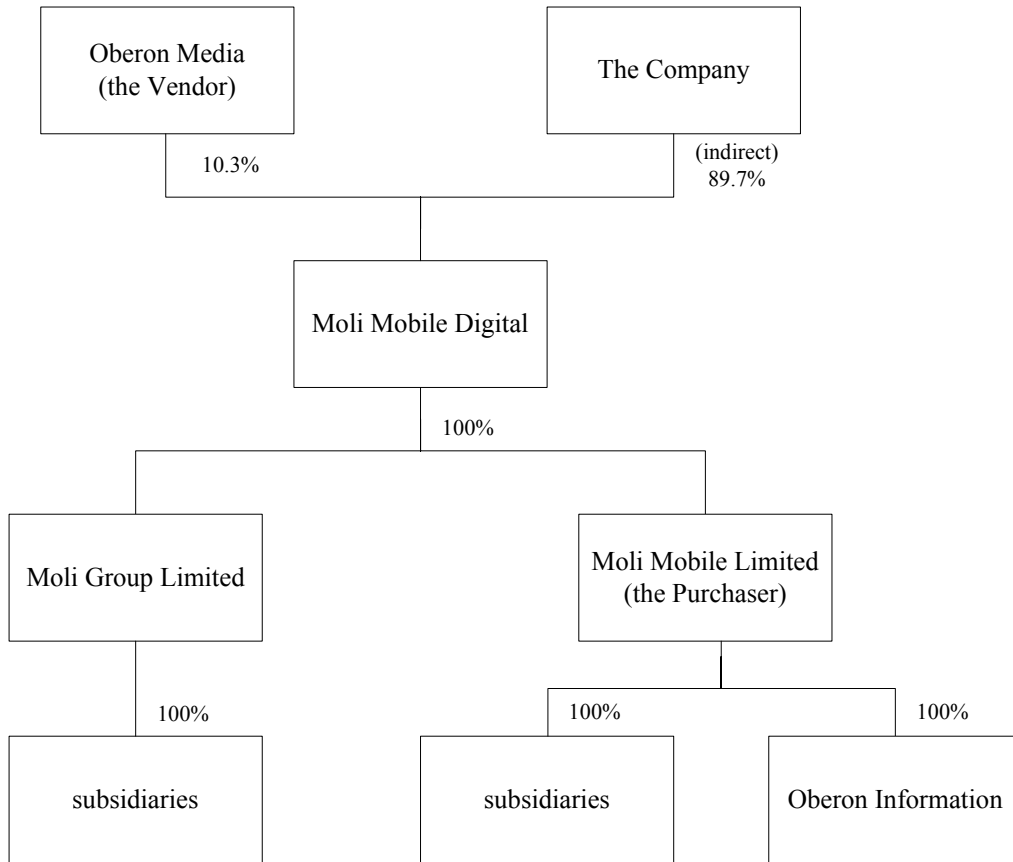 Oberon Media
(the Vendor)
The Company
10.3%
(indirect)
89.7%
Moli Mobile Digital
100%
Moli Group Limited
Moli Mobile Limited
(the Purchaser)
100%
100%
100%
subsidiaries
subsidiaries
Oberon Information